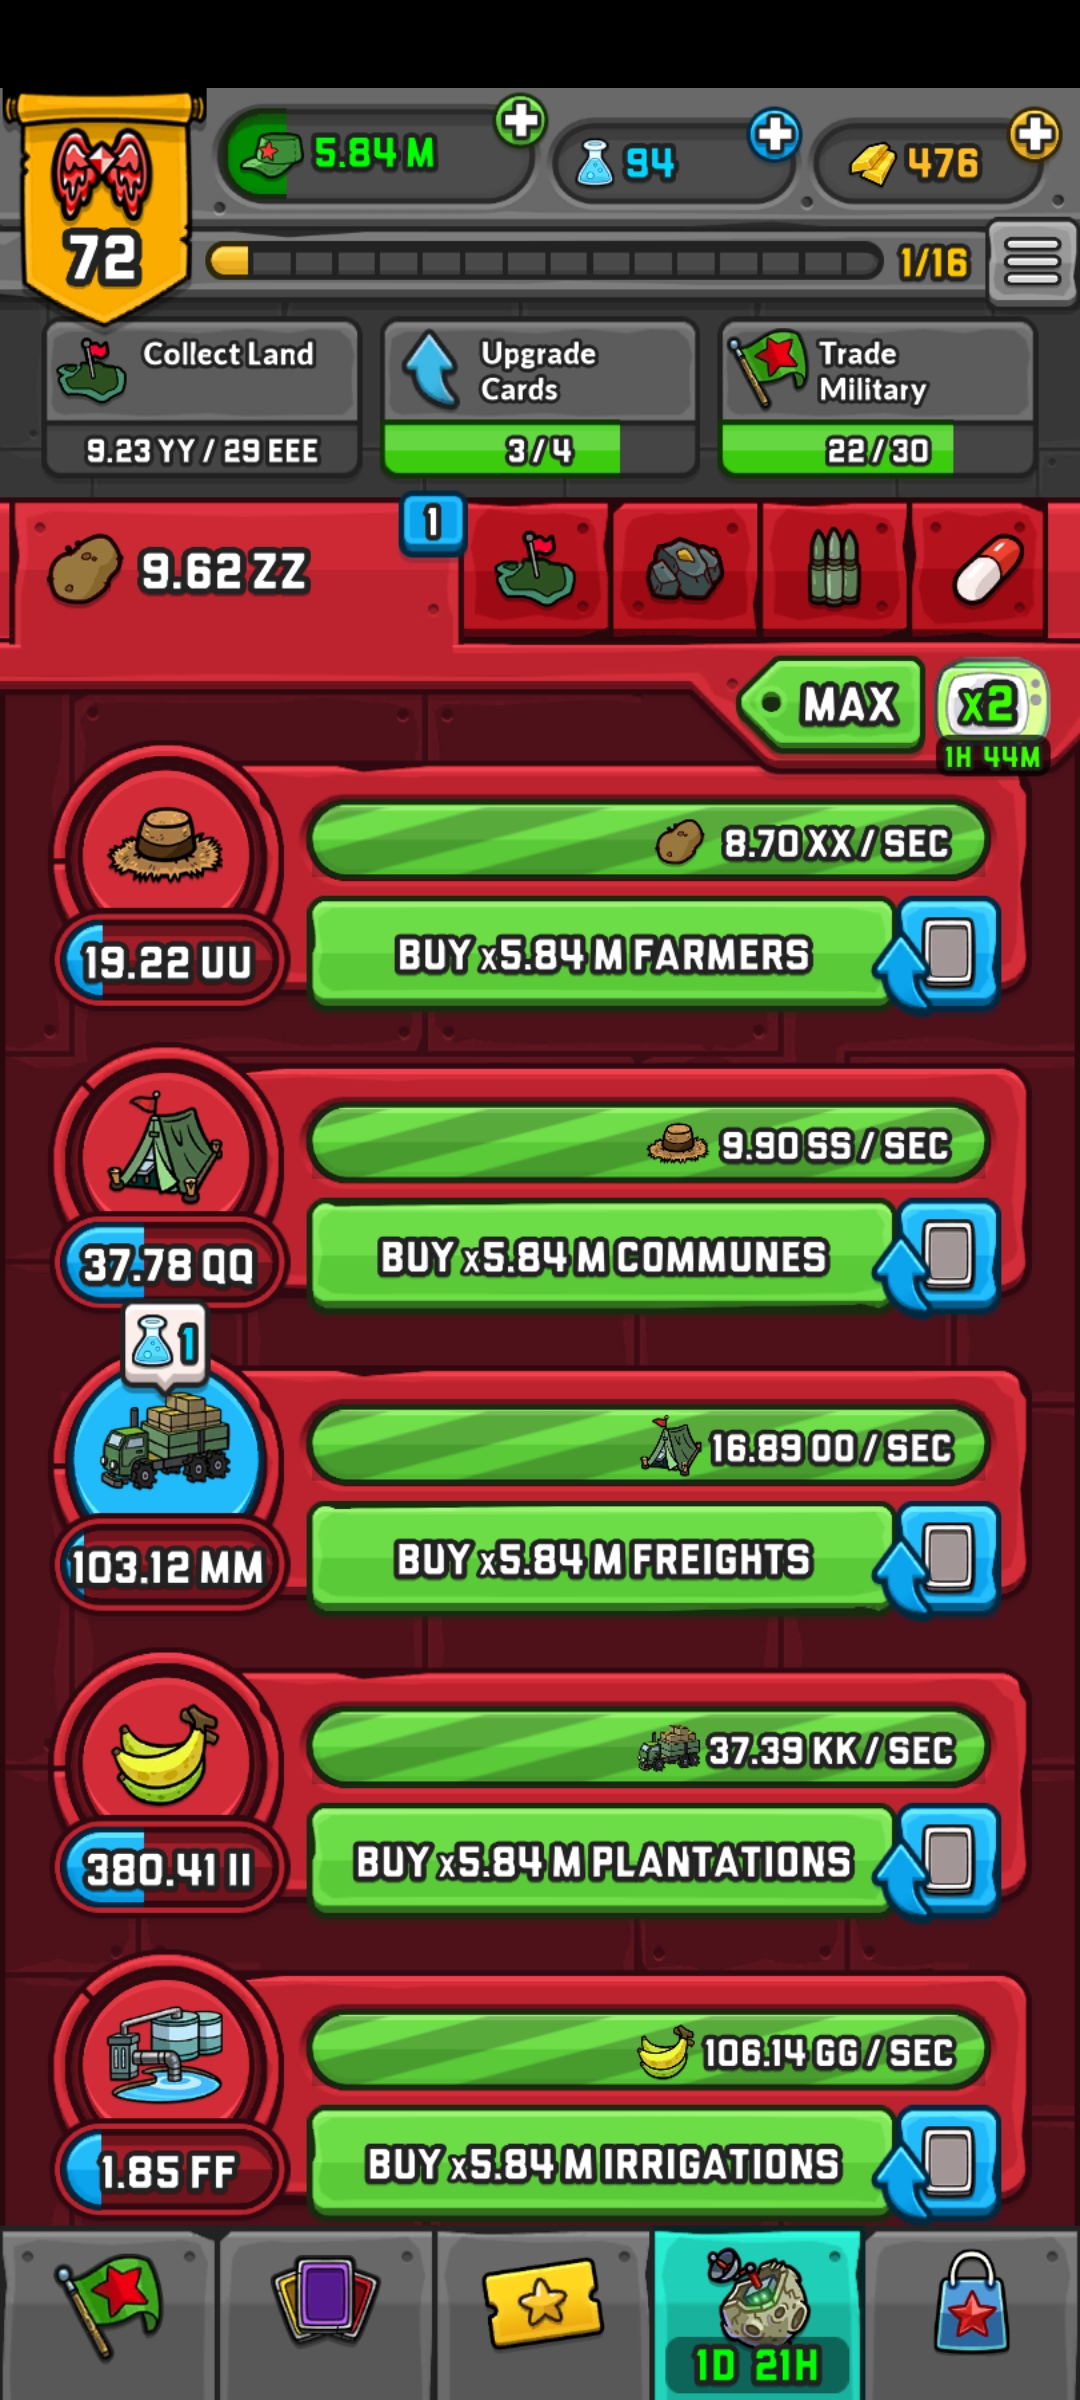 72
5.84 M
94
476
1/16
Collect Land
9.23 YY / 29 EEE
Upgrade
Cards
3/4
Trade
Military
22/30
9.62 ZZ
1
MAX
x2
1H 44M
8.70 XX / SEC
19.22 UU
BUY x5.84 M FARMERS
9.90 SS / SEC
37.78 QQ
BUY x5.84 M COMMUNES
1
16.89 OO / SEC
103.12 MM
BUY x5.84 M FREIGHTS
37.39 KK / SEC
380.41 II
BUY x5.84 M PLANTATIONS
106.14 GG / SEC
1.85 FF
BUY x5.84 M IRRIGATIONS
1D 21H